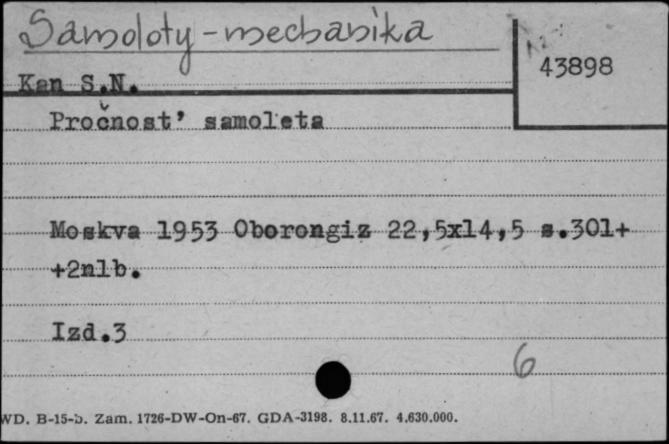 Samoloty - mechanika
43898
Kan S.N.
Pročnost' samoleta
Moskva 1953 Oborongiz 22,5x14,5 s.301+
+2nlb.
Izd.3
6
WD. B-15-b. Zam. 1726-DW-On-67. GDA-3198. 8.11.67. 4.630.000.